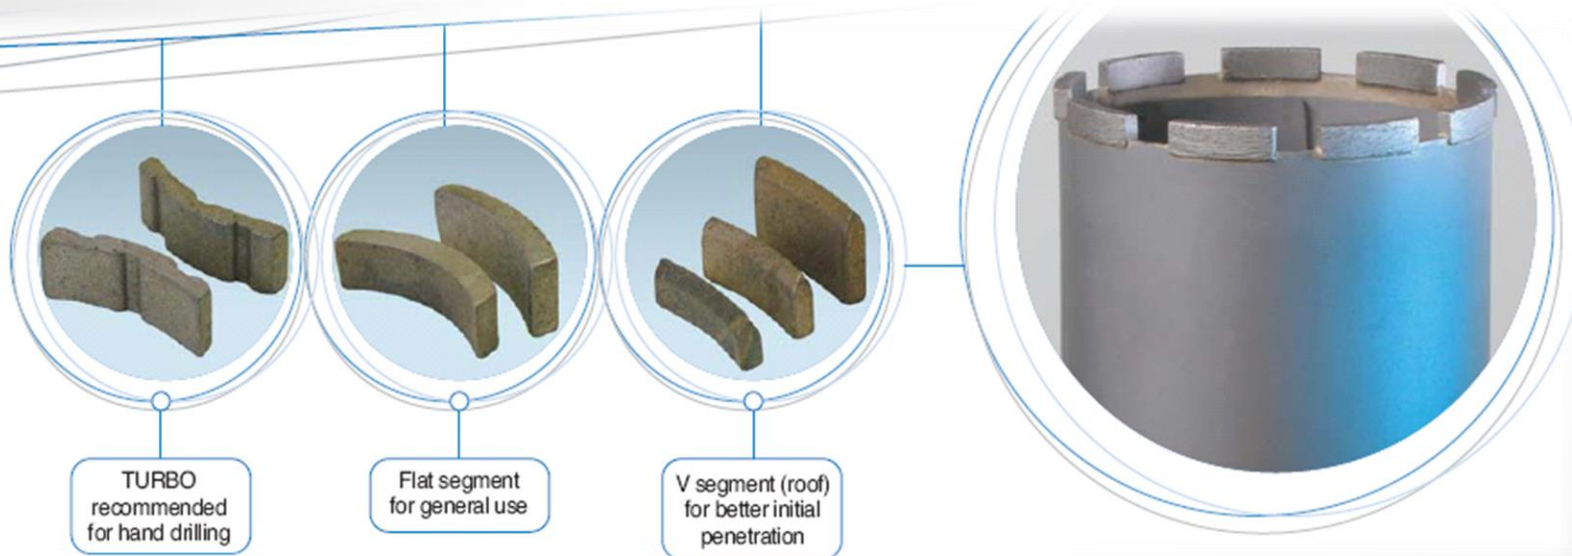 TURBO
recommended
for hand drilling
Flat segment
for general use
V segment (roof)
for better initial
penetration